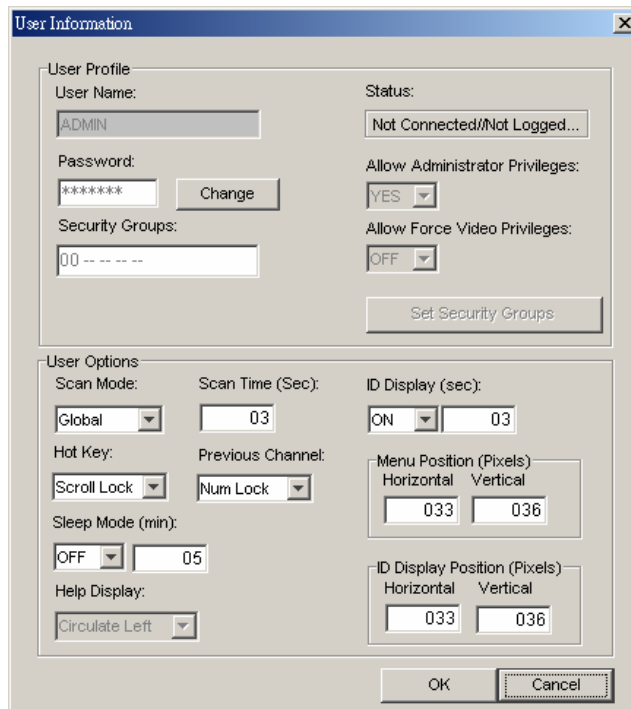 User Information
User Profile
User Name:
ADMIN
Status:
Not Connected//Not Logged...
Password:
*******
Change
Allow Administrator Privileges:
YES
Security Groups:
00 -- -- -- --
Allow Force Video Privileges:
OFF
Set Security Groups
User Options
Scan Mode:
Global
Scan Time (Sec):
03
ID Display (sec):
ON
03
Hot Key:
Scroll Lock
Previous Channel:
Num Lock
Menu Position (Pixels)
Horizontal
Vertical
033
036
Sleep Mode (min):
OFF
05
ID Display Position (Pixels)
Horizontal
Vertical
033
036
Help Display:
Circulate Left
OK
Cancel